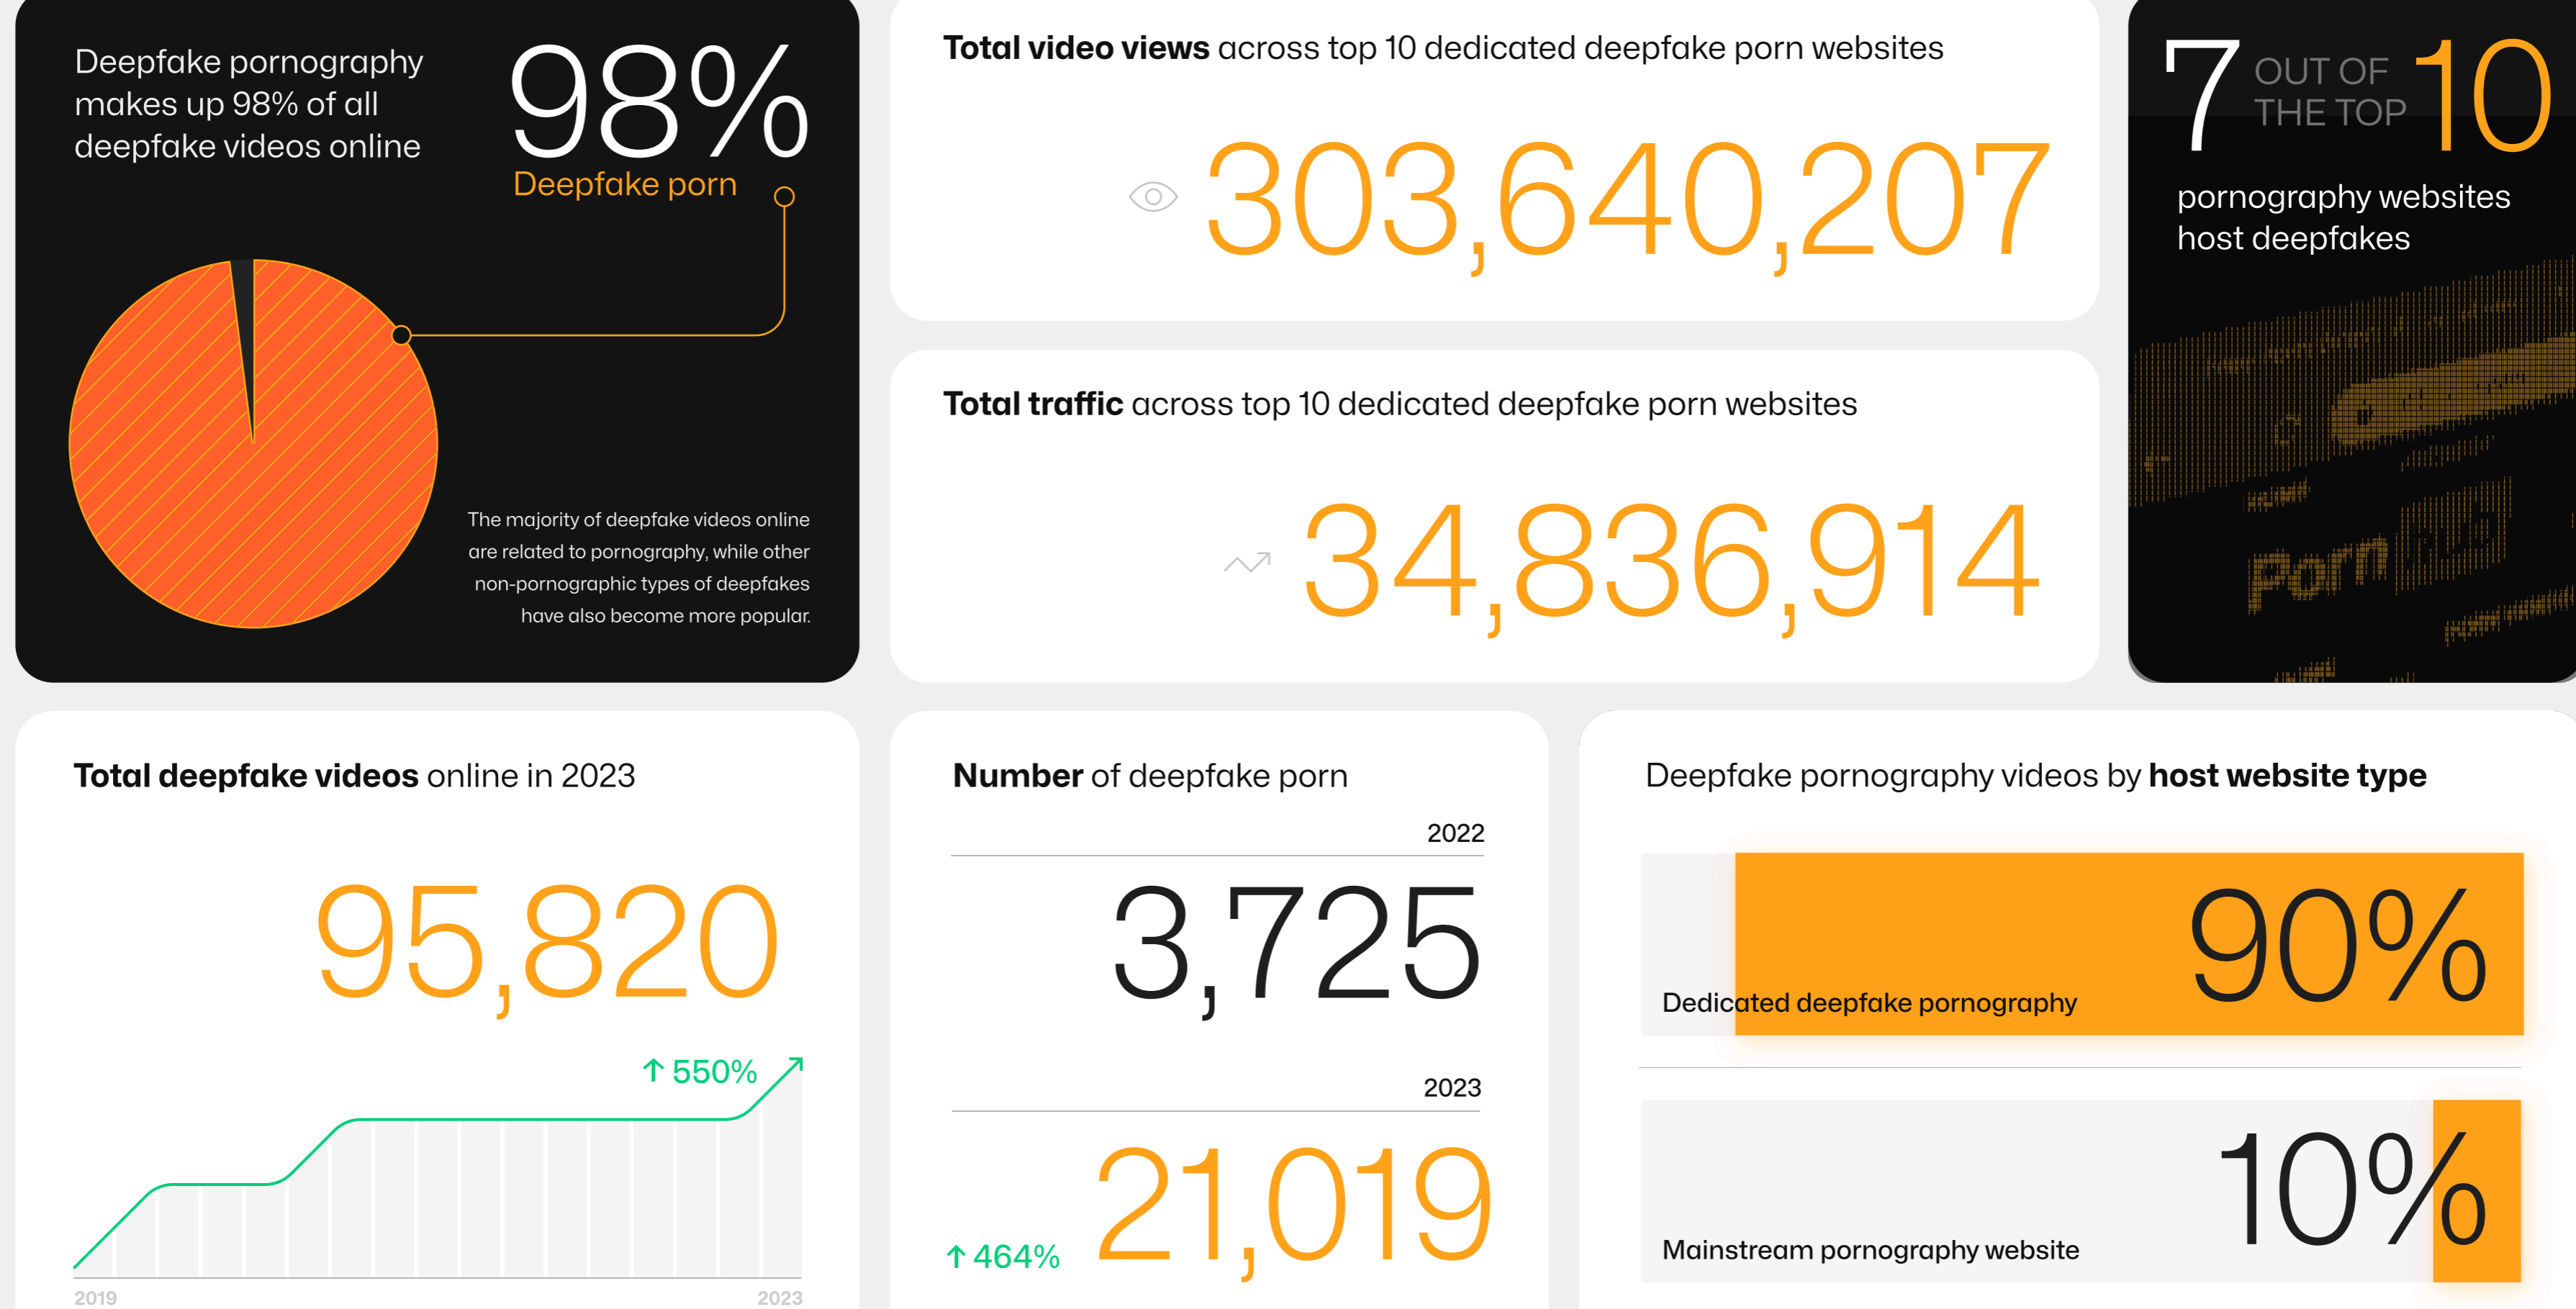 Deepfake pornography
makes up 98% of all
deepfake videos online
98%
Deepfake porn
The majority of deepfake videos online
are related to pornography, while other
non-pornographic types of deepfakes
have also become more popular.
Total video views across top 10 dedicated deepfake porn websites
303,640,207
Total traffic across top 10 dedicated deepfake porn websites
34,836,914
7 OUT OF THE TOP 10
pornography websites
host deepfakes
Porn
Total deepfake videos online in 2023
95,820
↑ 550%
2019 2023
Number of deepfake porn
2022
3,725
2023
↑ 464% 21,019
Deepfake pornography videos by host website type
90%
Dedicated deepfake pornography
10%
Mainstream pornography website